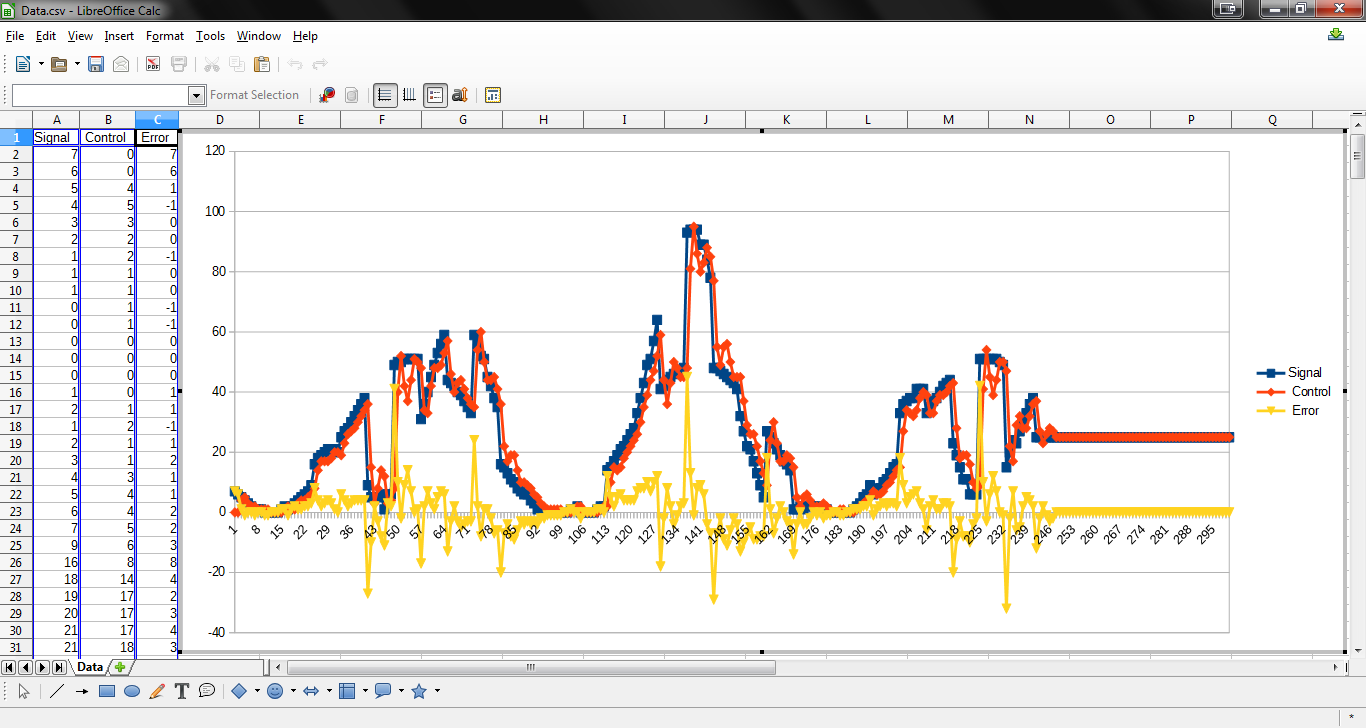 Data.csv - LibreOffice Calc
File Edit View Insert Format Tools Window Help
PDF
Format Selection
A B C D E F G H I J K L M N O P Q
1 Signal Control Error
2 7 0 7
3 6 0 6
4 5 4 1
5 4 5 -1
6 3 3 0
7 2 2 0
8 1 2 -1
9 1 1 0
10 1 1 0
11 0 1 -1
12 0 1 -1
13 0 0 0
14 0 0 0
15 0 0 0
16 1 0 1
17 2 1 1
18 1 2 -1
19 2 1 1
20 3 1 2
21 4 3 1
22 5 4 1
23 6 4 2
24 7 5 2
25 9 6 3
26 16 8 8
27 18 14 4
28 19 17 2
29 20 17 3
30 21 17 4
31 21 18 3
120
100
80
60
40
20
0
-20
-40
1 8 15 22 29 36 43 50 57 64 71 78 85 92 99 106 113 120 127 134 141 148 155 162 169 176 183 190 197 204 211 218 225 232 239 246 253 260 267 274 281 288 295
Signal
Control
Error
Data